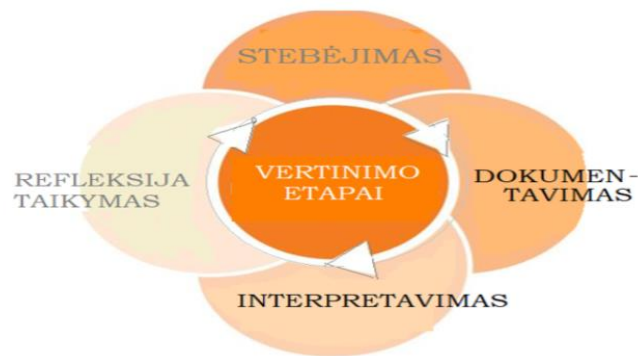 STEBĖJIMAS
REFLEKSIJA
TAIKYMAS
VERTINIMO
ETAPAI
DOKUMEN-
TAVIMAS
INTERPRETAVIMAS